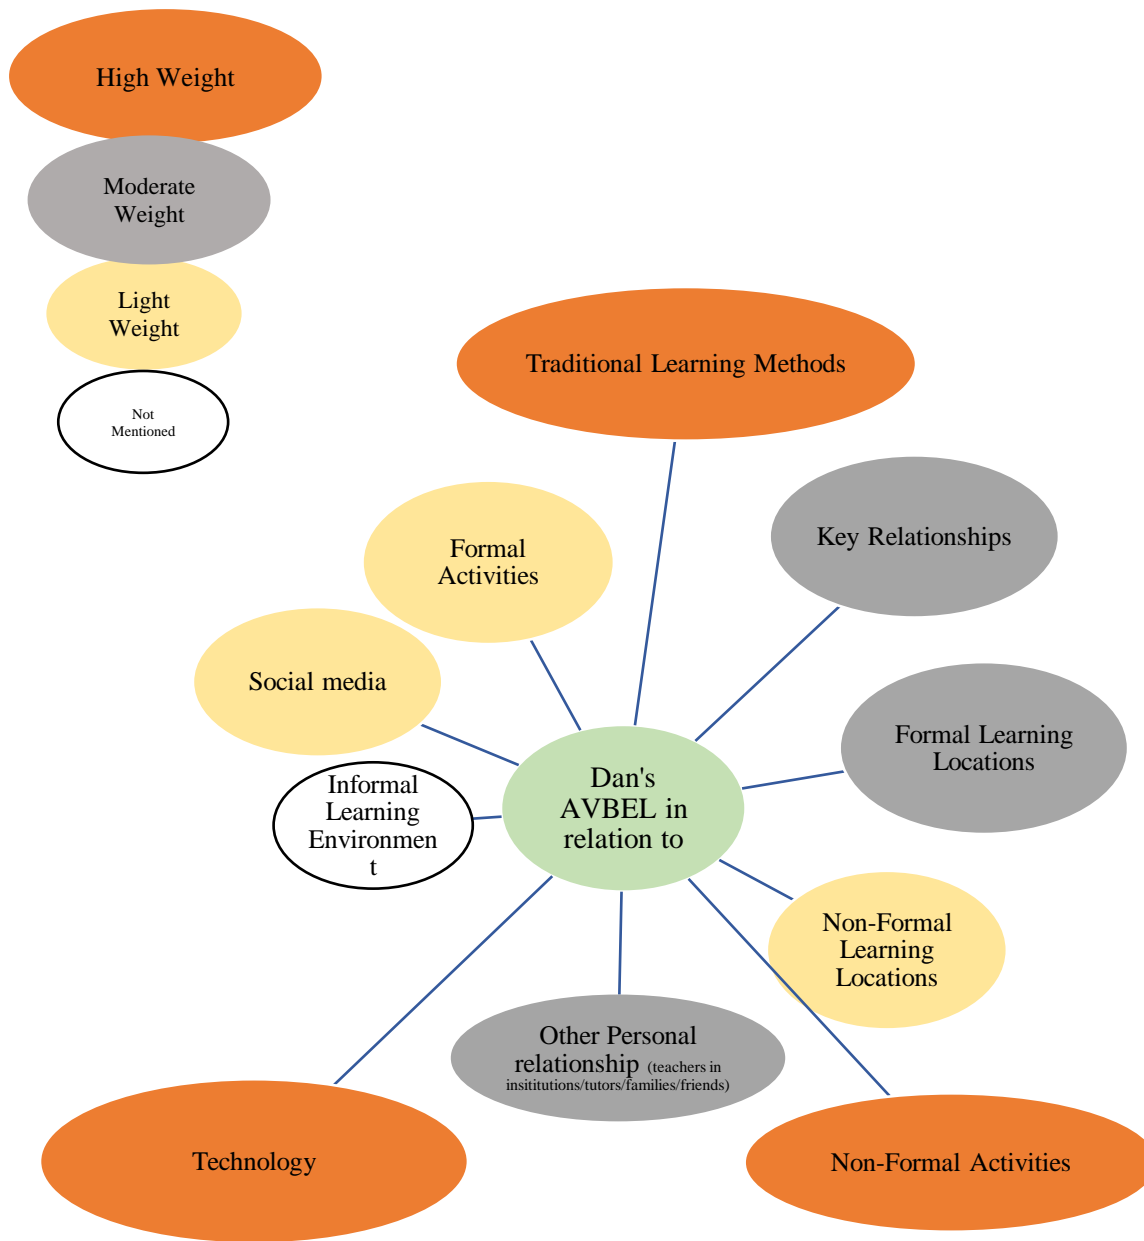 High Weight
Moderate
Weight
Light
Weight
Not
Mentioned
Traditional Learning Methods
Key Relationships
Formal
Activities
Social media
Formal Learning
Locations
Informal
Learning
Environmen
t
Dan's
AVBEL in
relation to
Non-Formal
Learning
Locations
Other Personal
relationship (teachers in
insititutions/tutors/families/friends)
Technology
Non-Formal Activities